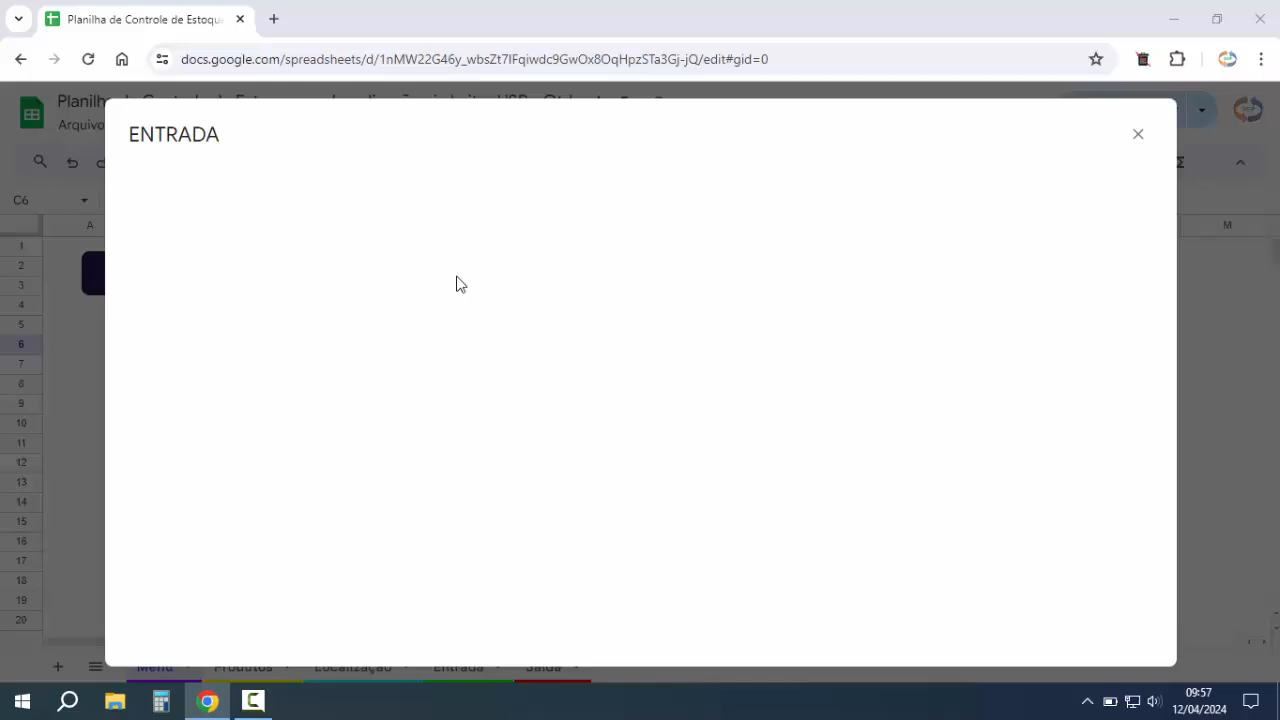 Planilha de Controle de Estoqu
docs.google.com/spreadsheets/d/1nMW22G46y_wbsZt7IFqiwdc9GwOx8OqHpzSTa3Gj-jQ/edit#gid=0
Arquivo
ENTRADA
C6
A
M
1
2
3
4
5
6
7
8
9
10
11
12
13
14
15
16
17
18
19
20
Menu
Produtos
Localização
Entrada
Saída
09:57
12/04/2024